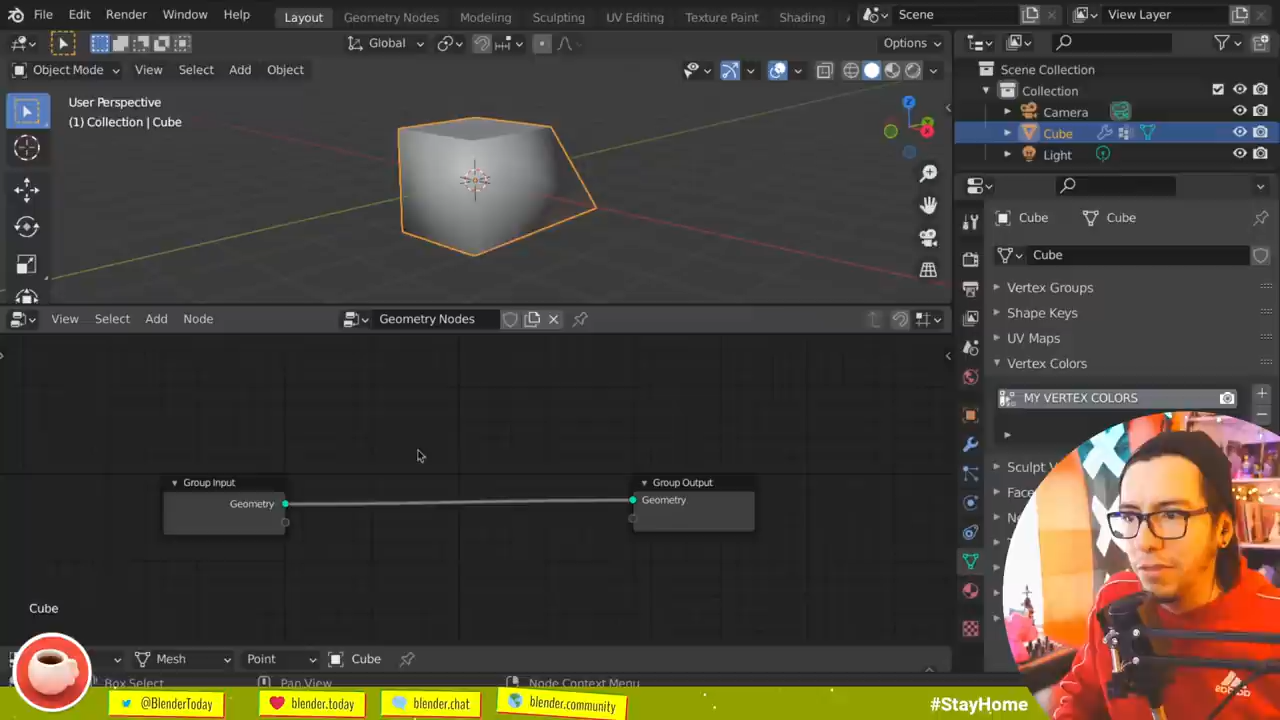 File Edit Render Window Help Layout Geometry Nodes Modeling Sculpting UV Editing Texture Paint Shading Scene View Layer
Global Options
Object Mode View Select Add Object
User Perspective
(1) Collection | Cube
Z
Scene Collection
Collection
Camera
Cube
Light
Cube Cube
Cube
Vertex Groups
Shape Keys
UV Maps
Vertex Colors
MY VERTEX COLORS
Sculpt V
Face
View Select Add Node Geometry Nodes
Group Input
Geometry
Group Output
Geometry
Cube
Mesh Point Cube
Box Select Pan View Node Context Menu
@BlenderToday blender.today blender.chat blender.community #StayHome